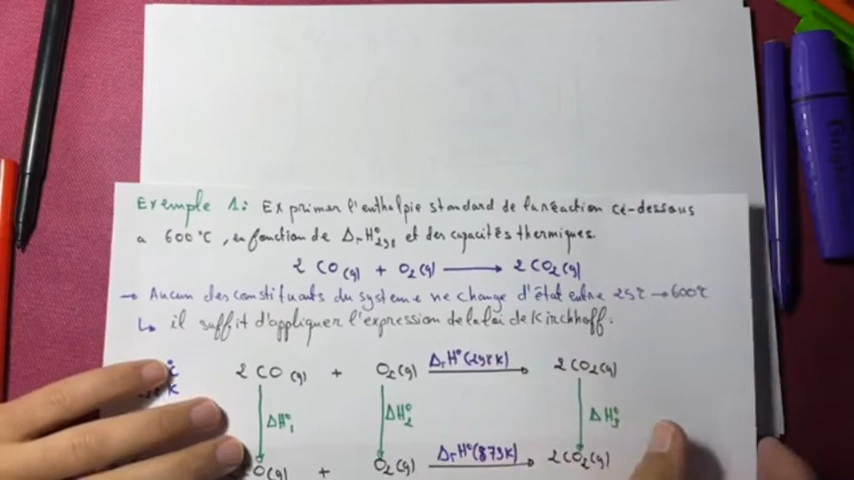 Exemple 1: Exprimer l'enthalpie standard de la réaction ci-dessous
a 600°C, en fonction de ΔrH°298 et des capacités thermiques.
2 CO(g) + O2(g) → 2 CO2(g)
→ Aucun des constituants du systeme ne change d'état entre 25°C → 600°C
↳ il suffit d'appliquer l'expression de la loi de Kirchhoff.
2 CO (g) + O2(g) ΔrH°(298K) → 2 CO2(g)
K
ΔH°1 ΔH°2 ΔH°3
O(g) + O2(g) ΔrH°(873K) → 2 CO2(g)